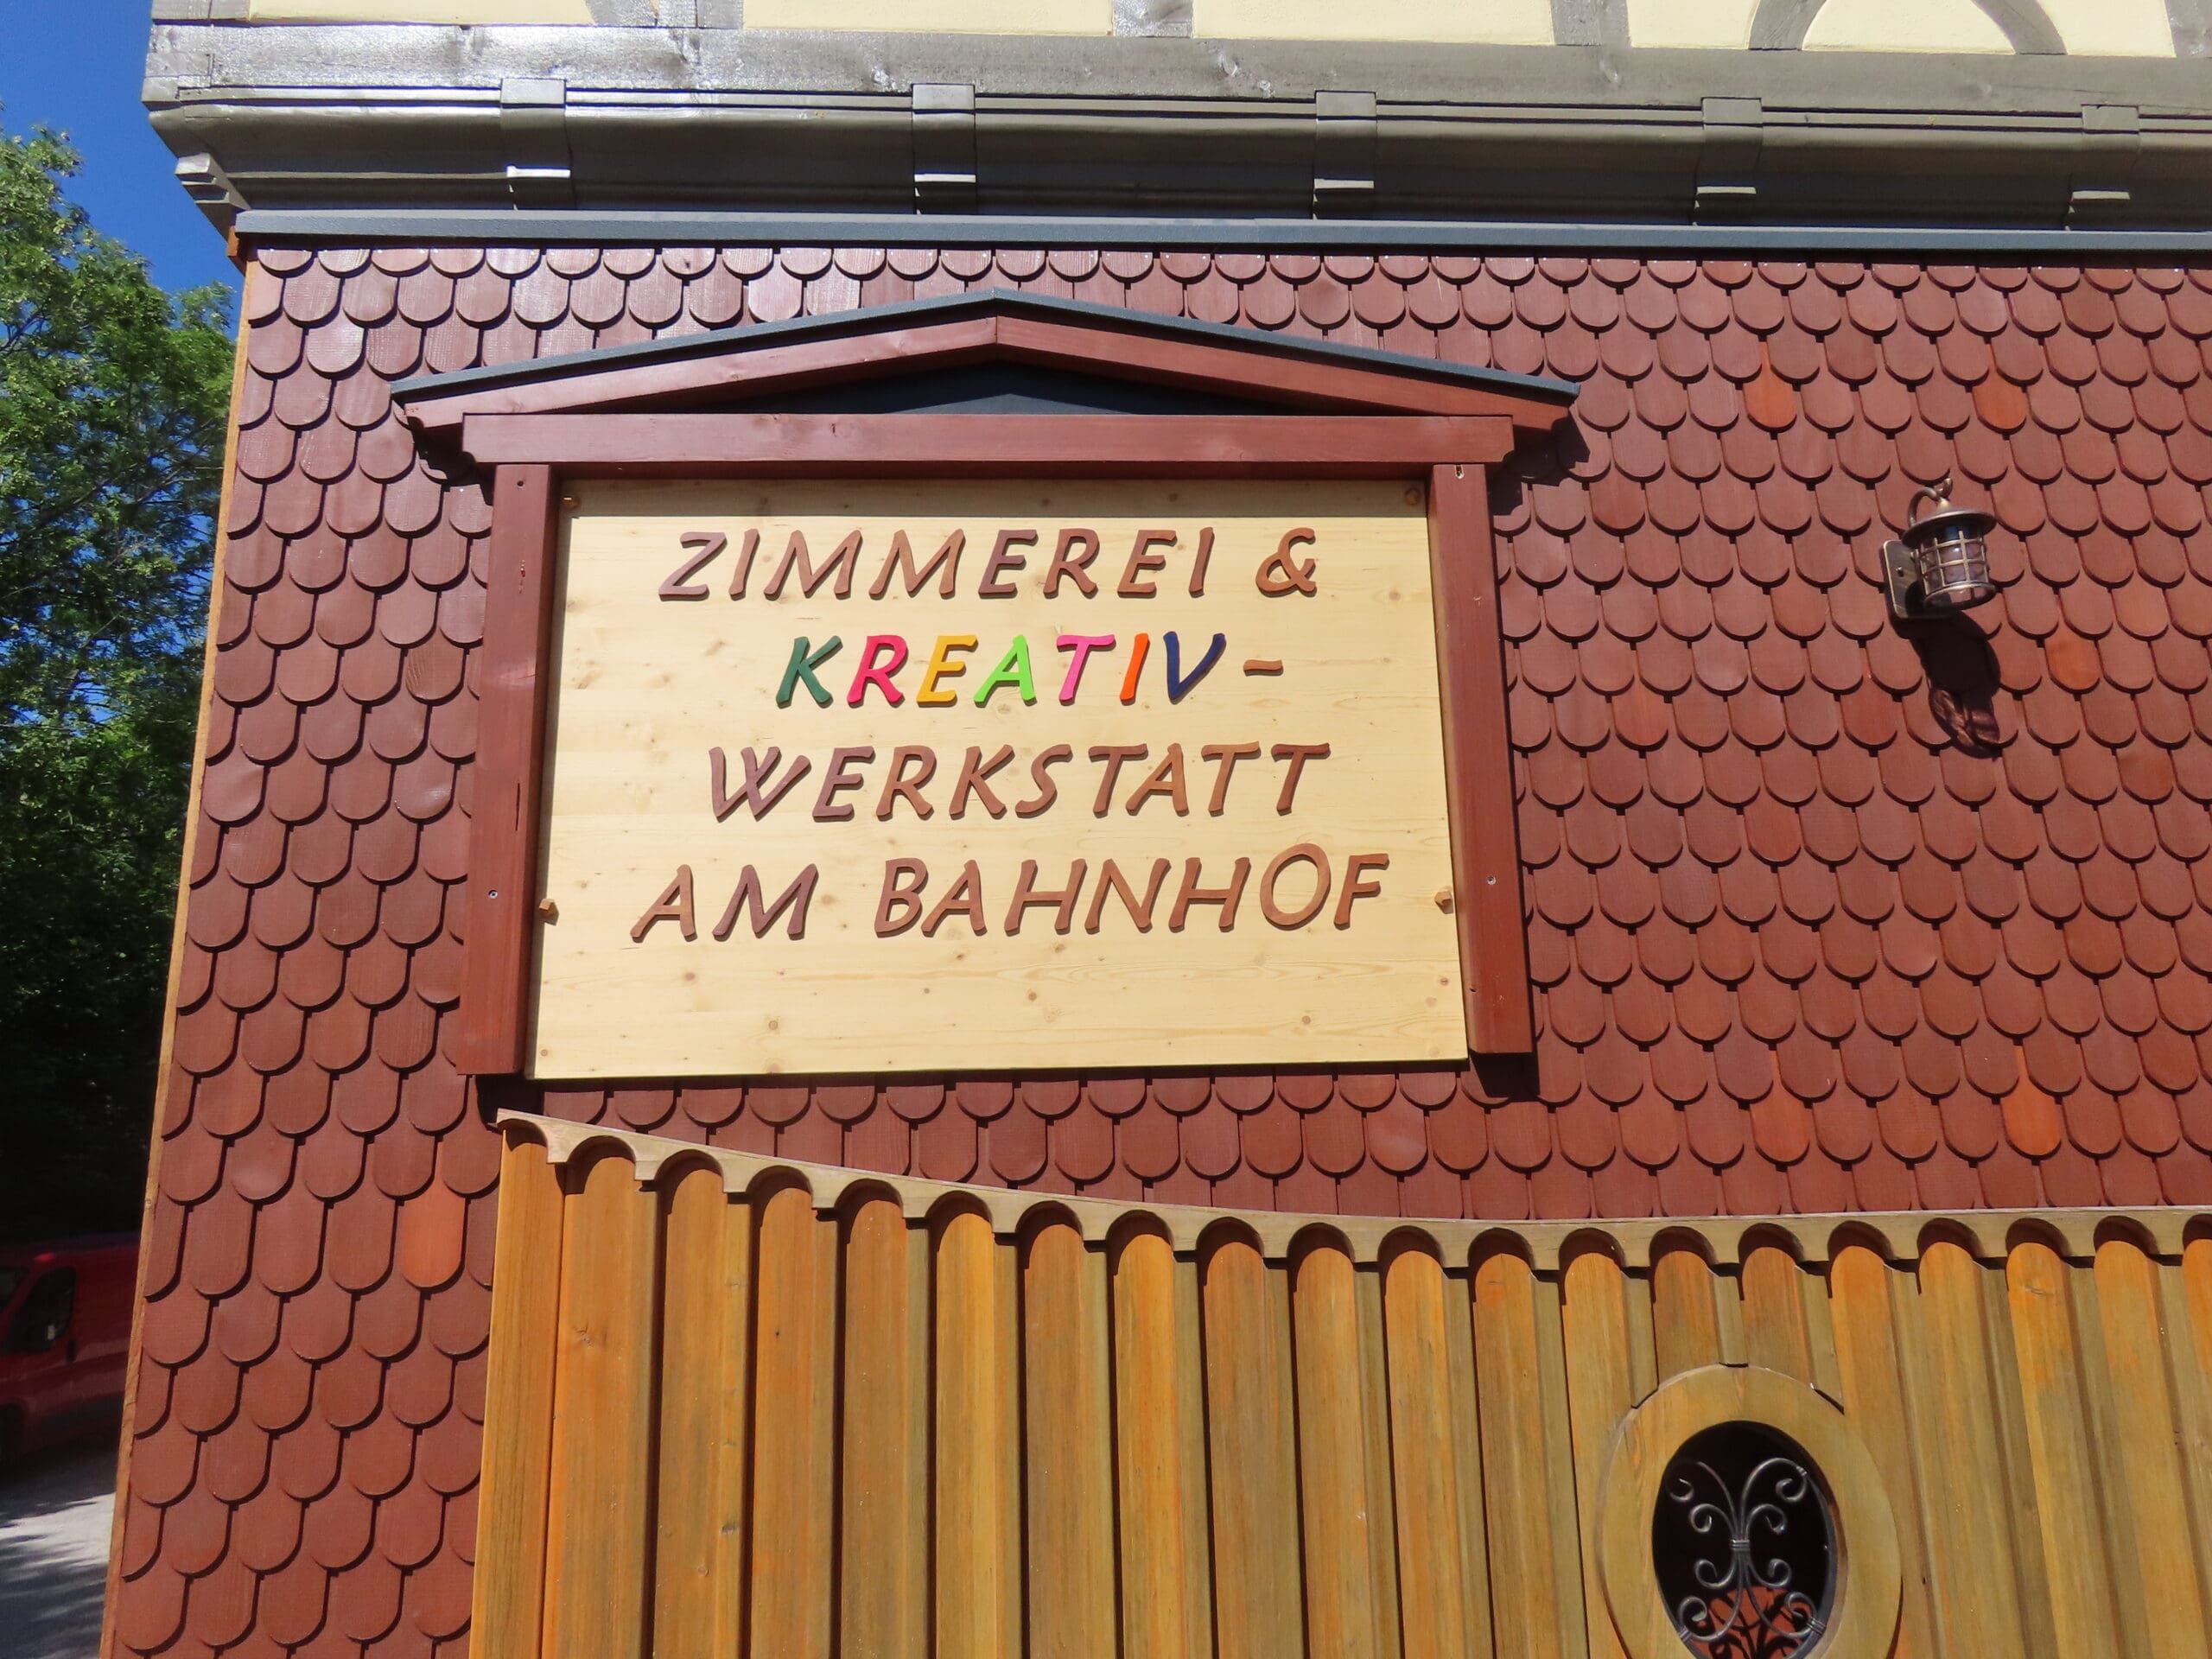 ZIMMEREI &
KREATIV-
WERKSTATT
AM BAHNHOF